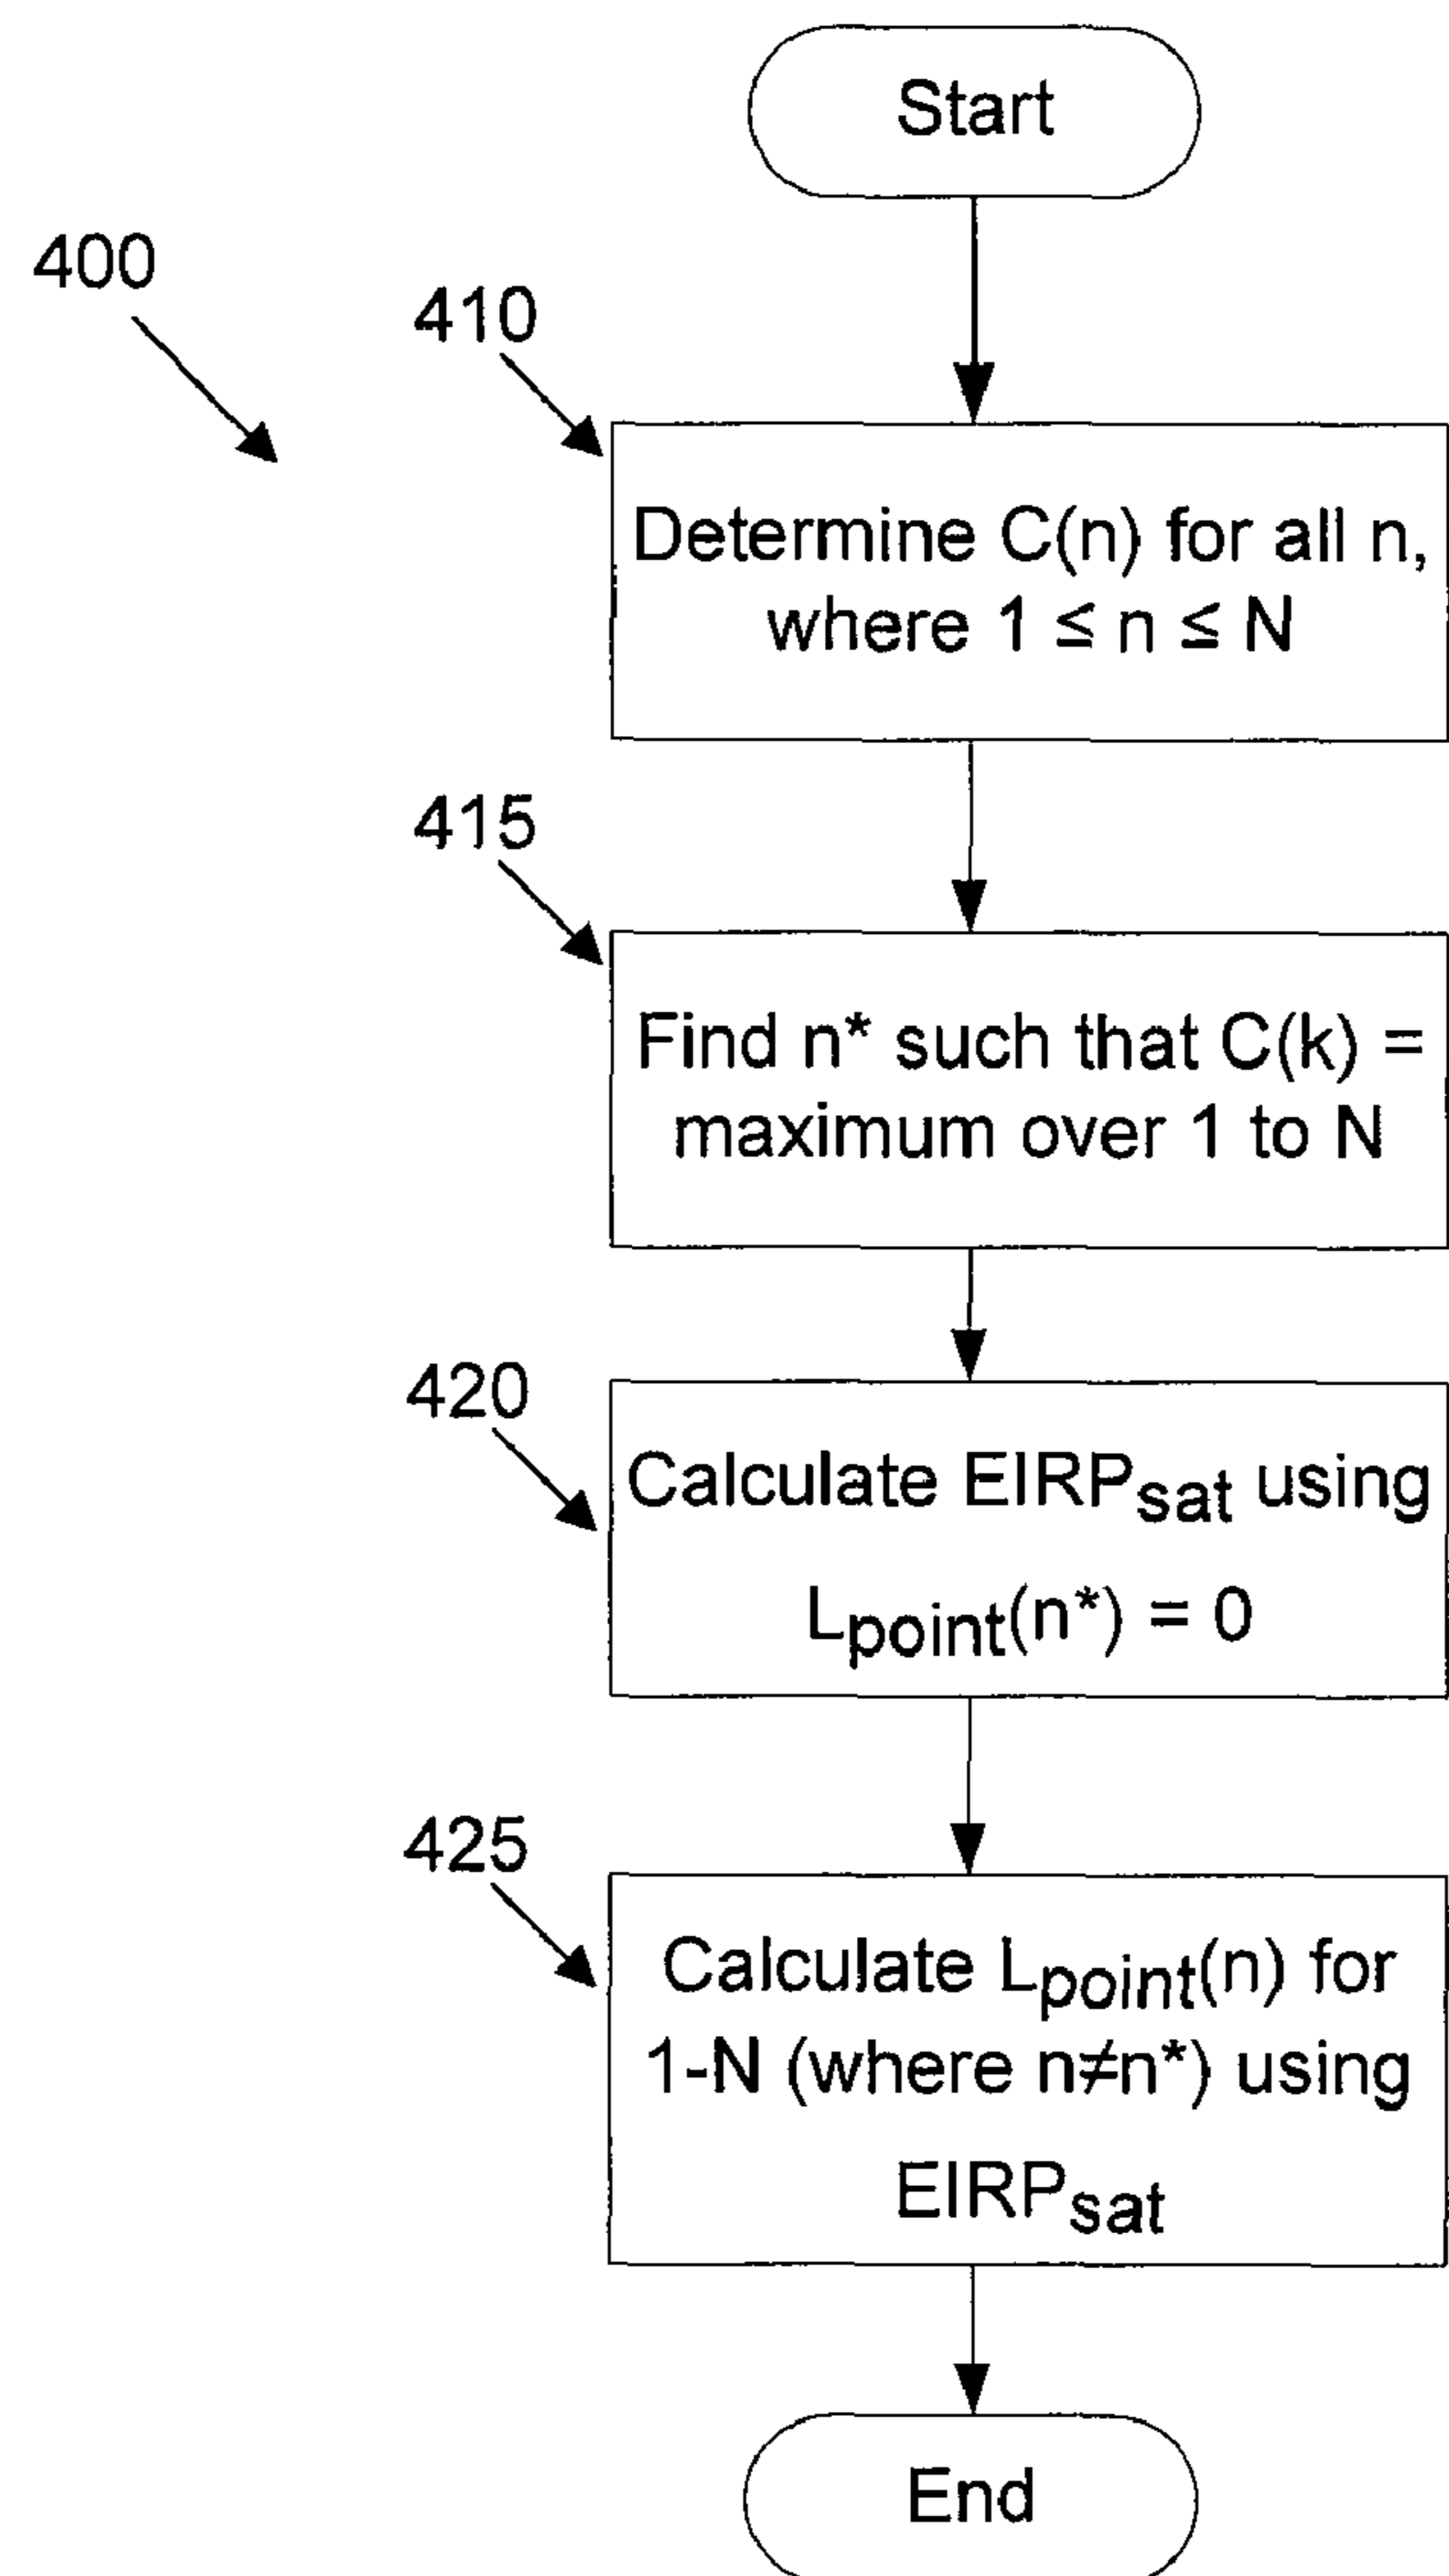 Start
400
410
Determine C(n) for all n,
where 1 ≤ n ≤ N
415
Find n* such that C(k) =
maximum over 1 to N
420
Calculate EIRPsat using
Lpoint(n*) = 0
425
Calculate Lpoint(n) for
1-N (where n≠n*) using
EIRPsat
End